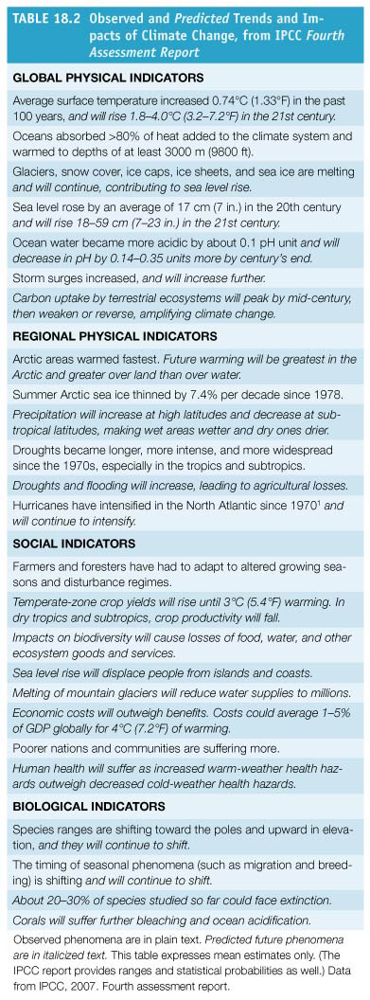 TABLE 18.2 Observed and Predicted Trends and Im-
pacts of Climate Change, from IPCC Fourth
Assessment Report
GLOBAL PHYSICAL INDICATORS
Average surface temperature increased 0.74°C (1.33°F) in the past
100 years, and will rise 1.8–4.0°C (3.2–7.2°F) in the 21st century.
Oceans absorbed >80% of heat added to the climate system and
warmed to depths of at least 3000 m (9800 ft).
Glaciers, snow cover, ice caps, ice sheets, and sea ice are melting
and will continue, contributing to sea level rise.
Sea level rose by an average of 17 cm (7 in.) in the 20th century
and will rise 18–59 cm (7–23 in.) in the 21st century.
Ocean water became more acidic by about 0.1 pH unit and will
decrease in pH by 0.14–0.35 units more by century's end.
Storm surges increased, and will increase further.
Carbon uptake by terrestrial ecosystems will peak by mid-century,
then weaken or reverse, amplifying climate change.
REGIONAL PHYSICAL INDICATORS
Arctic areas warmed fastest. Future warming will be greatest in the
Arctic and greater over land than over water.
Summer Arctic sea ice thinned by 7.4% per decade since 1978.
Precipitation will increase at high latitudes and decrease at sub-
tropical latitudes, making wet areas wetter and dry ones drier.
Droughts became longer, more intense, and more widespread
since the 1970s, especially in the tropics and subtropics.
Droughts and flooding will increase, leading to agricultural losses.
Hurricanes have intensified in the North Atlantic since 1970¹ and
will continue to intensify.
SOCIAL INDICATORS
Farmers and foresters have had to adapt to altered growing sea-
sons and disturbance regimes.
Temperate-zone crop yields will rise until 3°C (5.4°F) warming. In
dry tropics and subtropics, crop productivity will fall.
Impacts on biodiversity will cause losses of food, water, and other
ecosystem goods and services.
Sea level rise will displace people from islands and coasts.
Melting of mountain glaciers will reduce water supplies to millions.
Economic costs will outweigh benefits. Costs could average 1–5%
of GDP globally for 4°C (7.2°F) of warming.
Poorer nations and communities are suffering more.
Human health will suffer as increased warm-weather health haz-
ards outweigh decreased cold-weather health hazards.
BIOLOGICAL INDICATORS
Species ranges are shifting toward the poles and upward in eleva-
tion, and they will continue to shift.
The timing of seasonal phenomena (such as migration and breed-
ing) is shifting and will continue to shift.
About 20–30% of species studied so far could face extinction.
Corals will suffer further bleaching and ocean acidification.
Observed phenomena are in plain text. Predicted future phenomena
are in italicized text. This table expresses mean estimates only. (The
IPCC report provides ranges and statistical probabilities as well.) Data
from IPCC, 2007. Fourth assessment report.